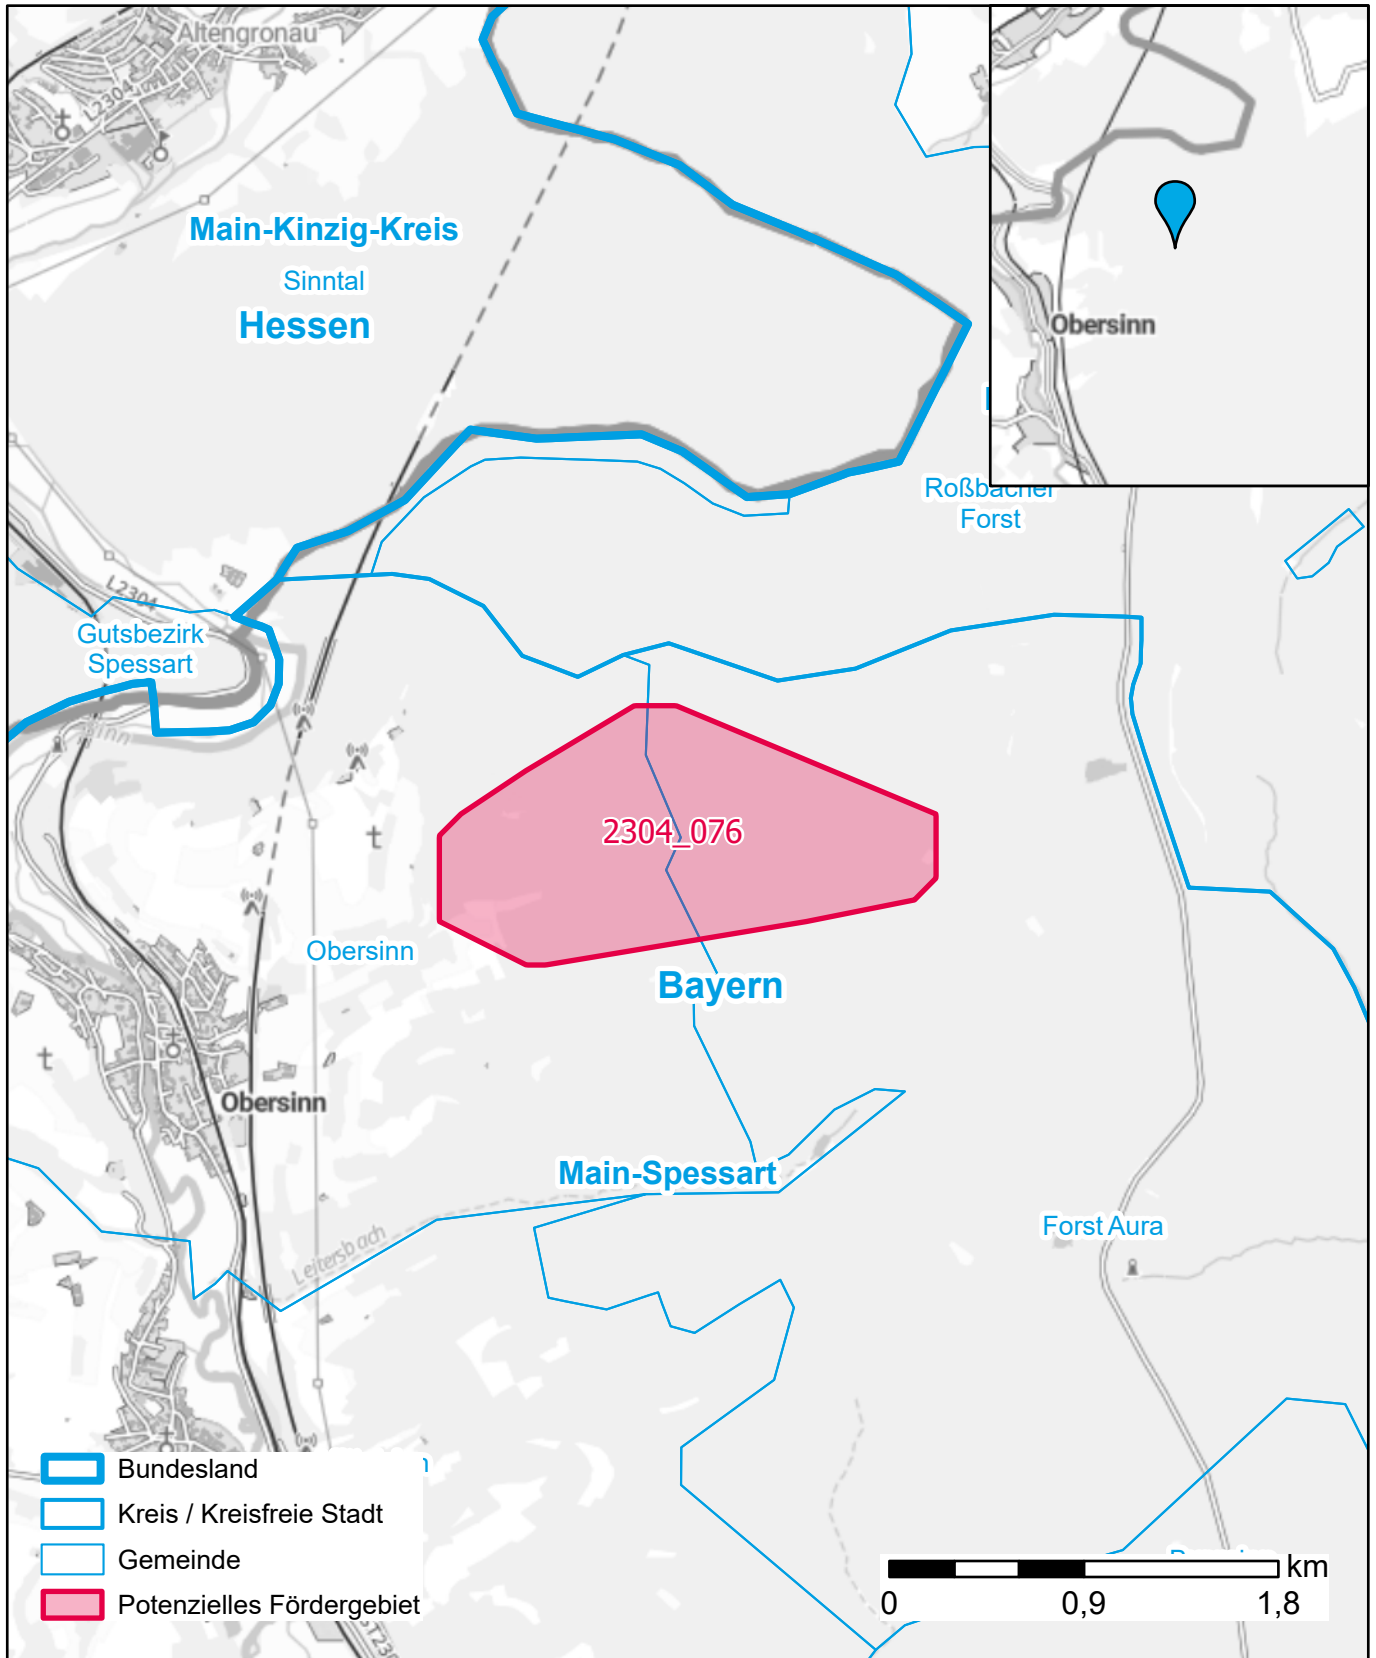 Altengronau
L2304
Main-Kinzig-Kreis
Sinntal
Hessen
Obersinn
Roßbacher
Forst
L2304
Gutsbezirk
Spessart
Sinn
2304_076
Obersinn
Bayern
Obersinn
Main-Spessart
Forst Aura
Leitersbach
Bundesland
Kreis / Kreisfreie Stadt
Gemeinde
Potenzielles Fördergebiet
km
0 0,9 1,8